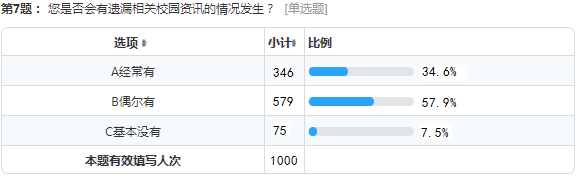 第7题： 您是否会有遗漏相关校园资讯的情况发生？ [单选题]
选项 小计 比例
A经常有 346 34.6%
B偶尔有 579 57.9%
C基本没有 75 7.5%
本题有效填写人次 1000